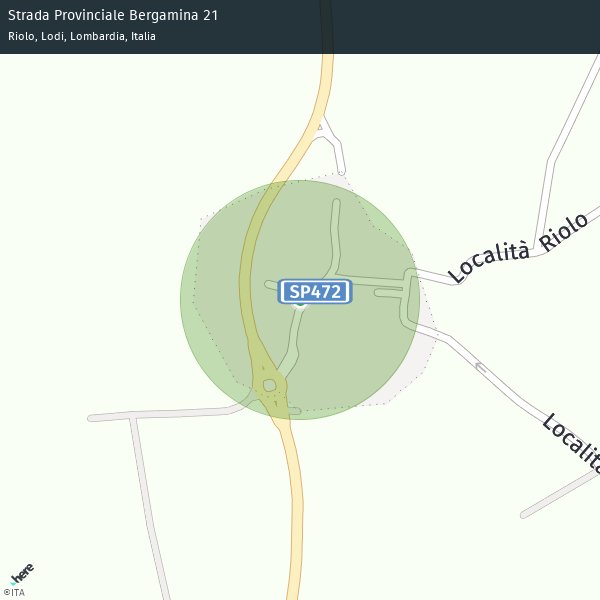 Strada Provinciale Bergamina 21
Riolo, Lodi, Lombardia, Italia
Località Riolo
SP472
Località
here
©ITA